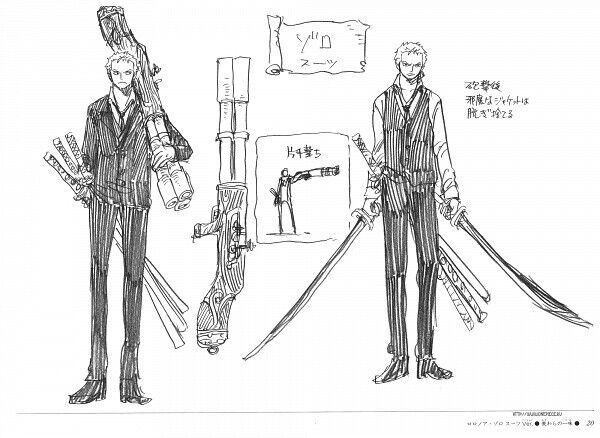 ゾロ
スーツ
片手撃ち
砲撃後
邪魔なジャケットは
脱ぎ捨てる
ロロノア・ゾロ スーツVer. ● 麦わらの一味 ● 20